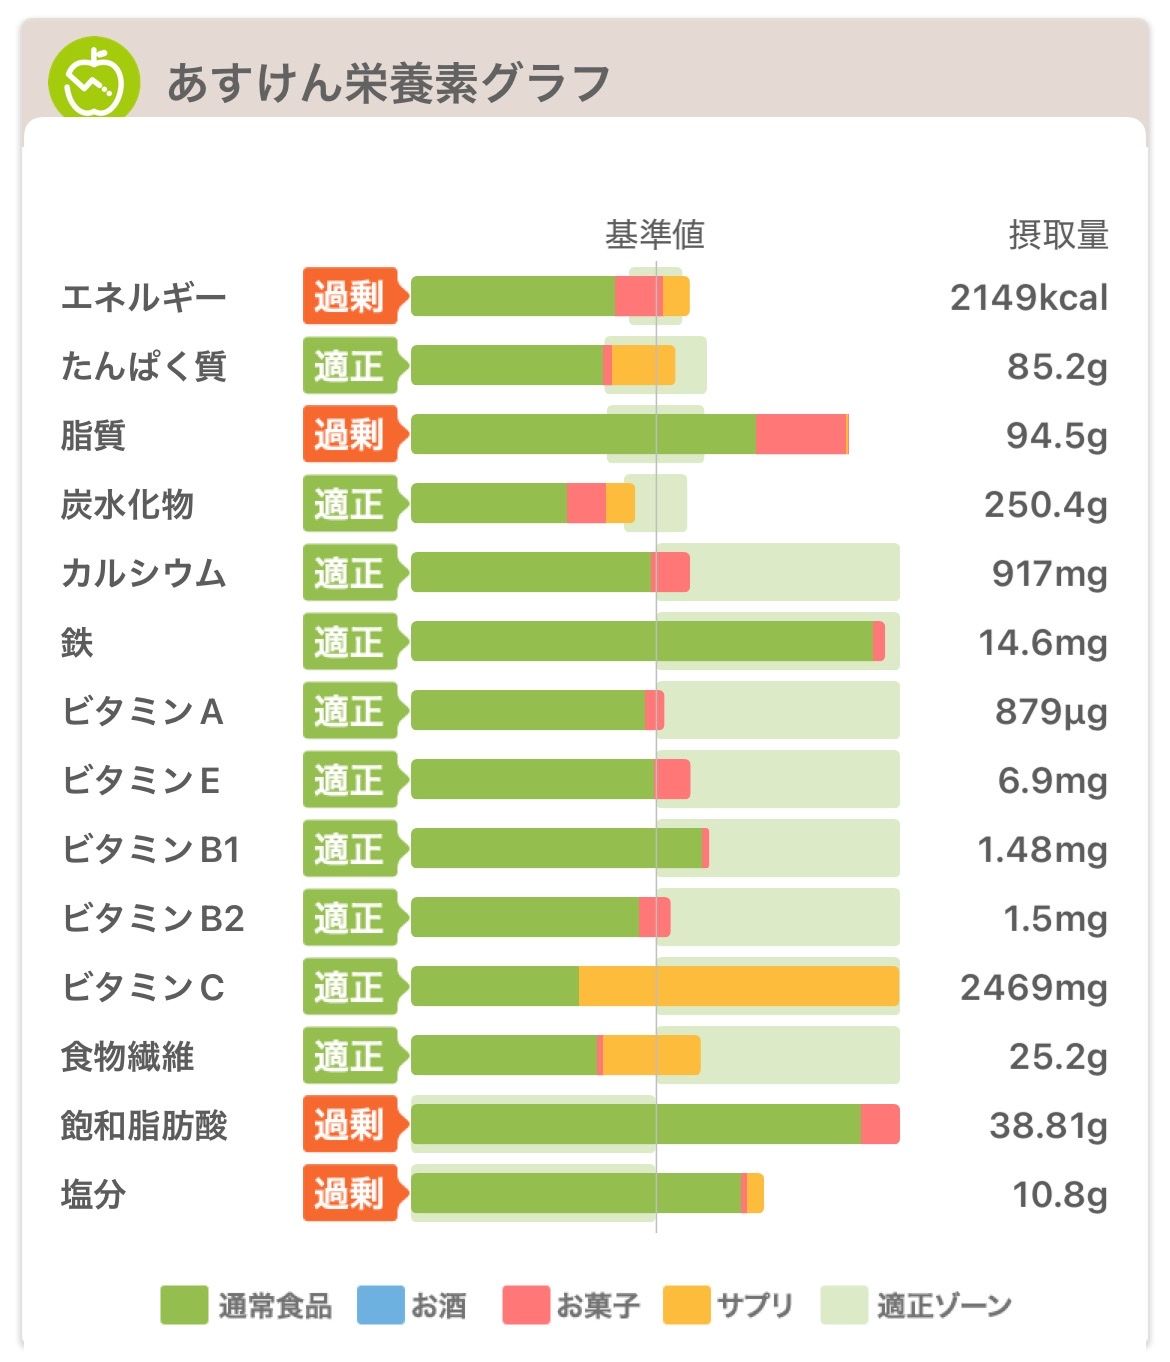 あすけん栄養素グラフ
基準値 摂取量
エネルギー 過剰 2149kcal
たんぱく質 適正 85.2g
脂質 過剰 94.5g
炭水化物 適正 250.4g
カルシウム 適正 917mg
鉄 適正 14.6mg
ビタミンA 適正 879μg
ビタミンE 適正 6.9mg
ビタミンB1 適正 1.48mg
ビタミンB2 適正 1.5mg
ビタミンC 適正 2469mg
食物繊維 適正 25.2g
飽和脂肪酸 過剰 38.81g
塩分 過剰 10.8g
通常食品 お酒 お菓子 サプリ 適正ゾーン